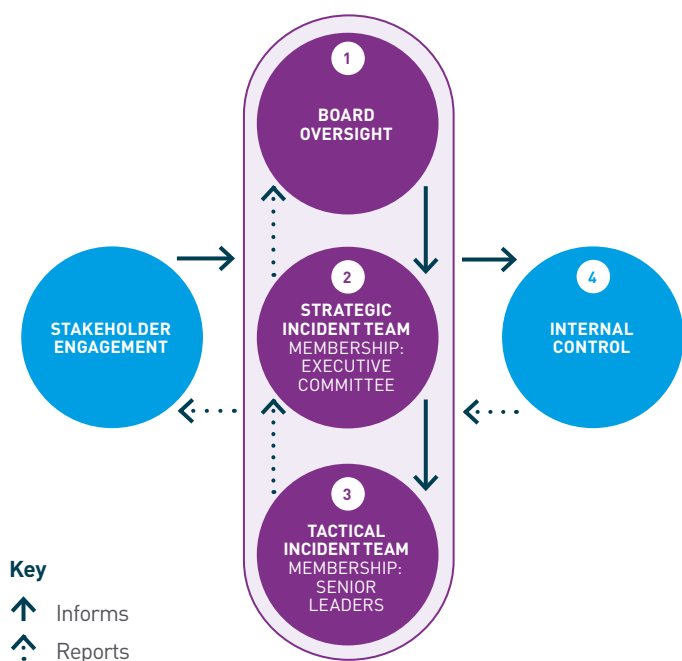 1
BOARD
OVERSIGHT
STAKEHOLDER
ENGAGEMENT
2
STRATEGIC
INCIDENT TEAM
MEMBERSHIP:
EXECUTIVE
COMMITTEE
4
INTERNAL
CONTROL
3
TACTICAL
INCIDENT TEAM
MEMBERSHIP:
SENIOR
LEADERS
Key
Informs
Reports